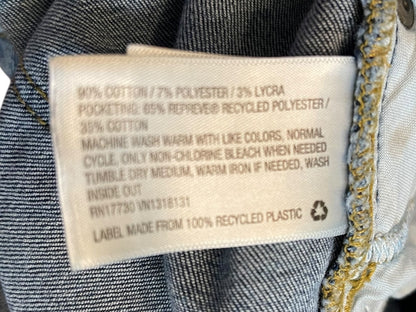 90% COTTON / 7% POLYESTER / 3% LYCRA
POCKETING: 65% REPREVE® RECYCLED POLYESTER /
35% COTTON
MACHINE WASH WARM WITH LIKE COLORS, NORMAL
CYCLE. ONLY NON-CHLORINE BLEACH WHEN NEEDED
TUMBLE DRY MEDIUM, WARM IRON IF NEEDED, WASH
INSIDE OUT
RN17730 VN1318131
LABEL MADE FROM 100% RECYCLED PLASTIC